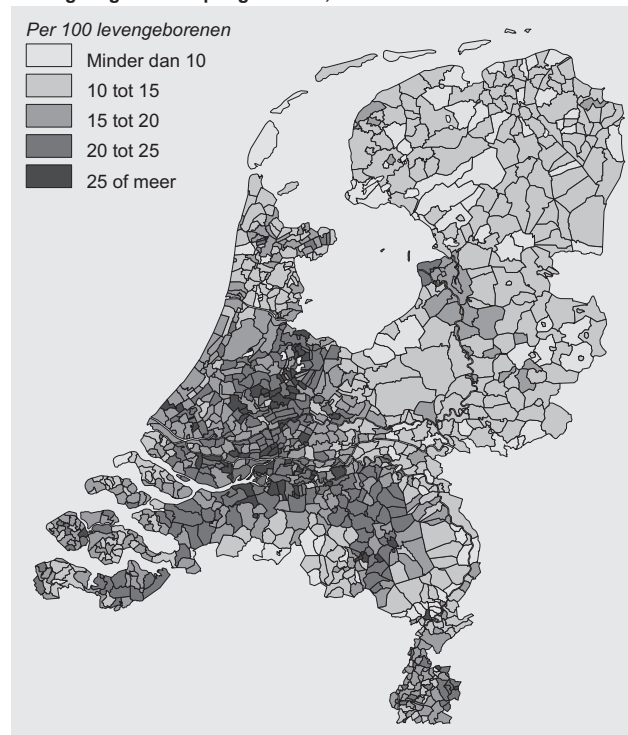 Per 100 levengeborenen
Minder dan 10
10 tot 15
15 tot 20
20 tot 25
25 of meer